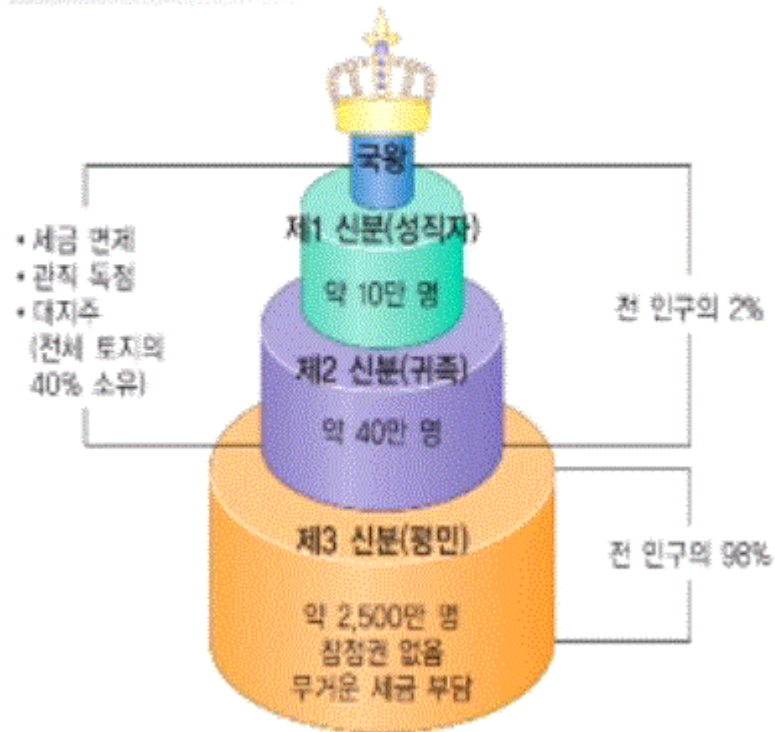 국왕
제1 신분(성직자)
약 10만 명
• 세금 면제
• 관직 독점
• 대지주
(전체 토지의
40% 소유)
전 인구의 2%
제2 신분(귀족)
약 40만 명
제3 신분(평민)
약 2,500만 명
참정권 없음
무거운 세금 부담
전 인구의 98%